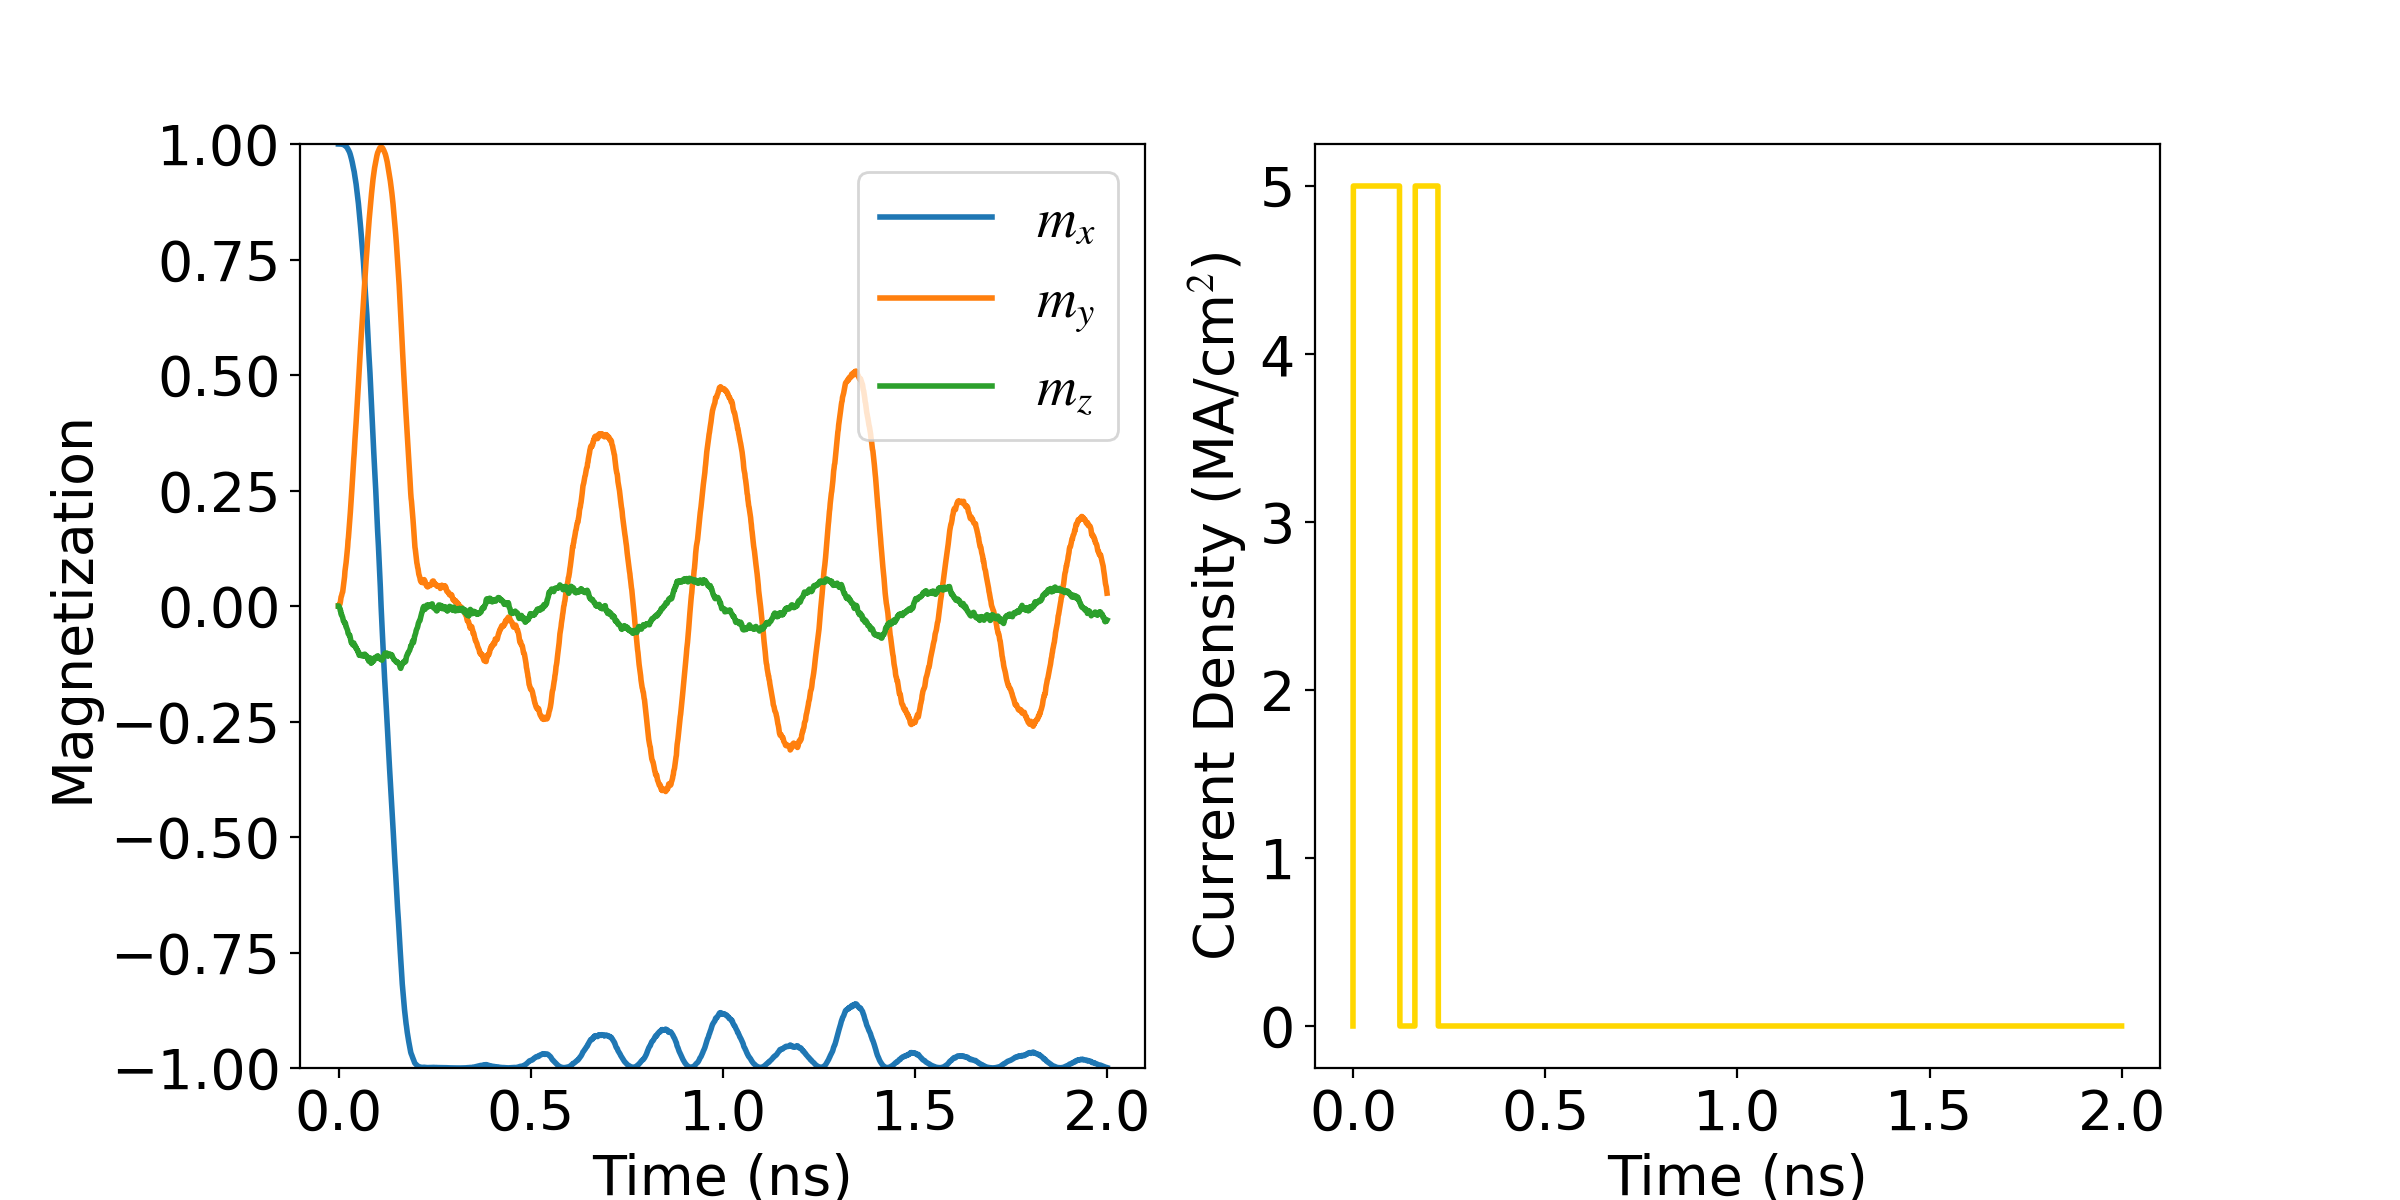 Magnetization
1.00
0.75
0.50
0.25
0.00
−0.25
−0.50
−0.75
−1.00
0.0 0.5 1.0 1.5 2.0
Time (ns)
m_x
m_y
m_z
Current Density (MA/cm²)
5
4
3
2
1
0
0.0 0.5 1.0 1.5 2.0
Time (ns)